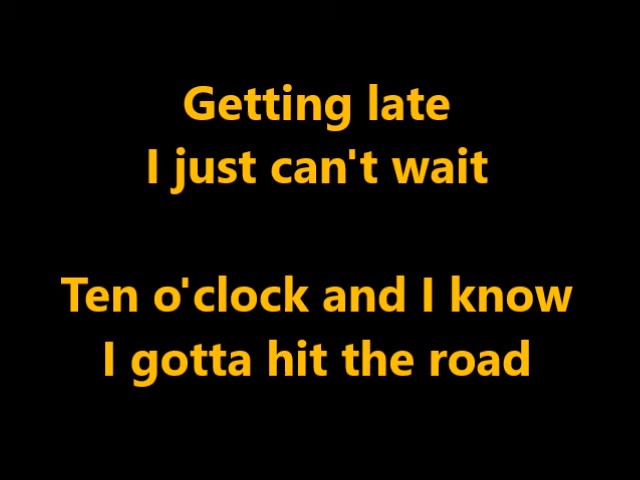 Getting late
I just can't wait
Ten o'clock and I know
I gotta hit the road